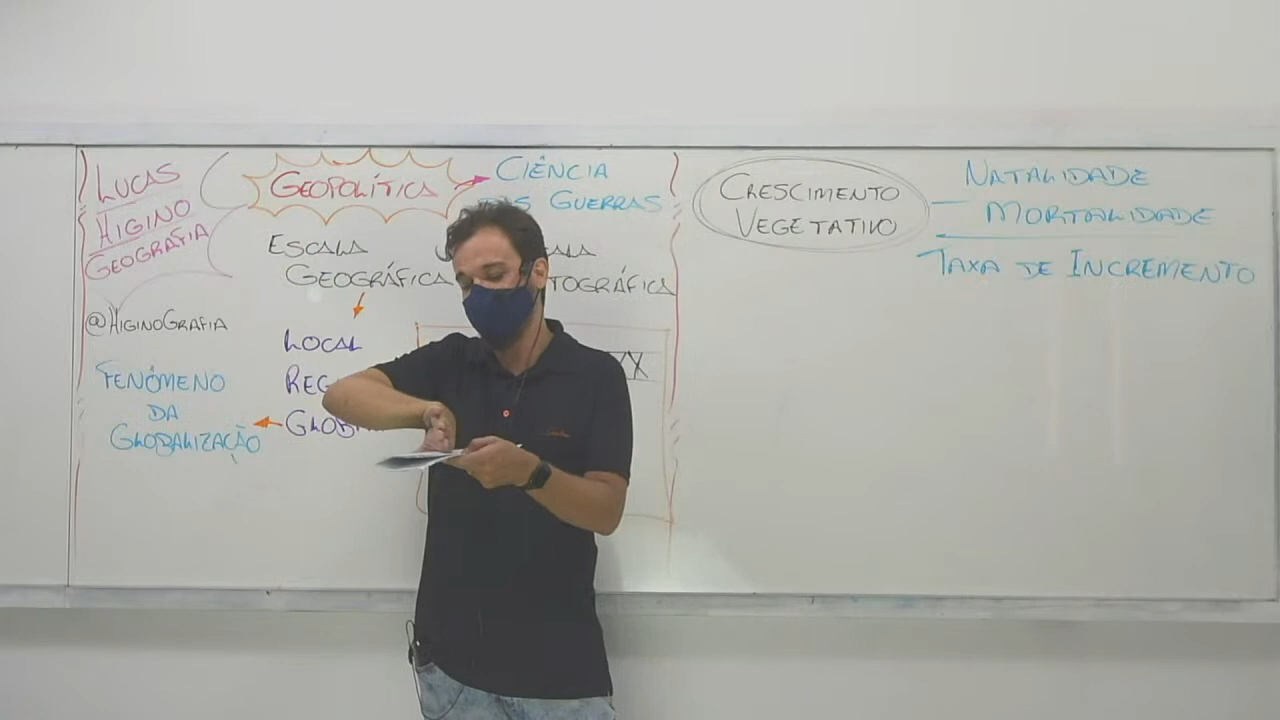 LUCAS
HIGINO
GEOGRAFIA
@HIGINOGRAFIA
FENÔMENO
DA
GLOBALIZAÇÃO
GEOPOLÍTICA
CIÊNCIA
GUERRAS
ESCALA
GEOGRÁFICA
LOCAL
CRESCIMENTO
VEGETATIVO
NATALIDADE
— MORTALIDADE
TAXA DE INCREMENTO